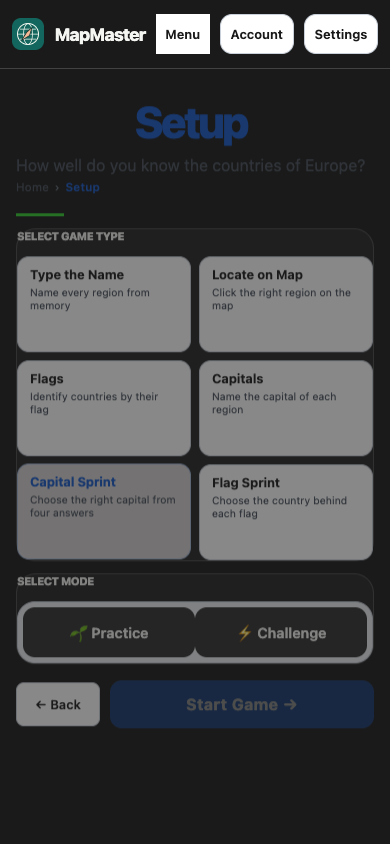 MapMaster
Menu
Account
Settings
Setup
How well do you know the countries of Europe?
Home › Setup
SELECT GAME TYPE
Type the Name
Name every region from
memory
Locate on Map
Click the right region on the
map
Flags
Identify countries by their
flag
Capitals
Name the capital of each
region
Capital Sprint
Choose the right capital from
four answers
Flag Sprint
Choose the country behind
each flag
SELECT MODE
🌱 Practice
⚡ Challenge
← Back
Start Game →